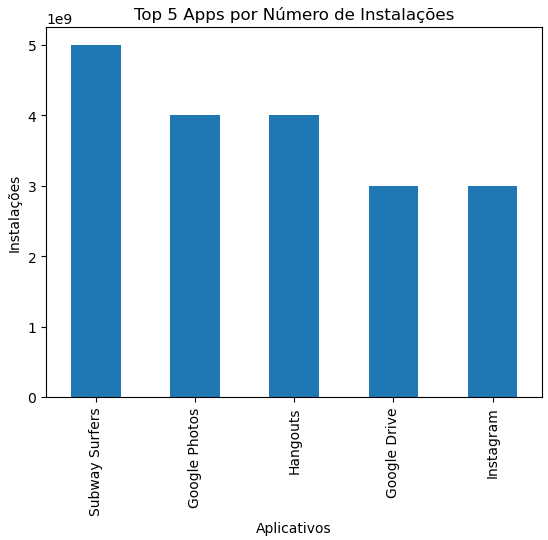 Top 5 Apps por Número de Instalações
1e9
5
4
3
2
1
0
Instalações
Subway Surfers
Google Photos
Hangouts
Google Drive
Instagram
Aplicativos